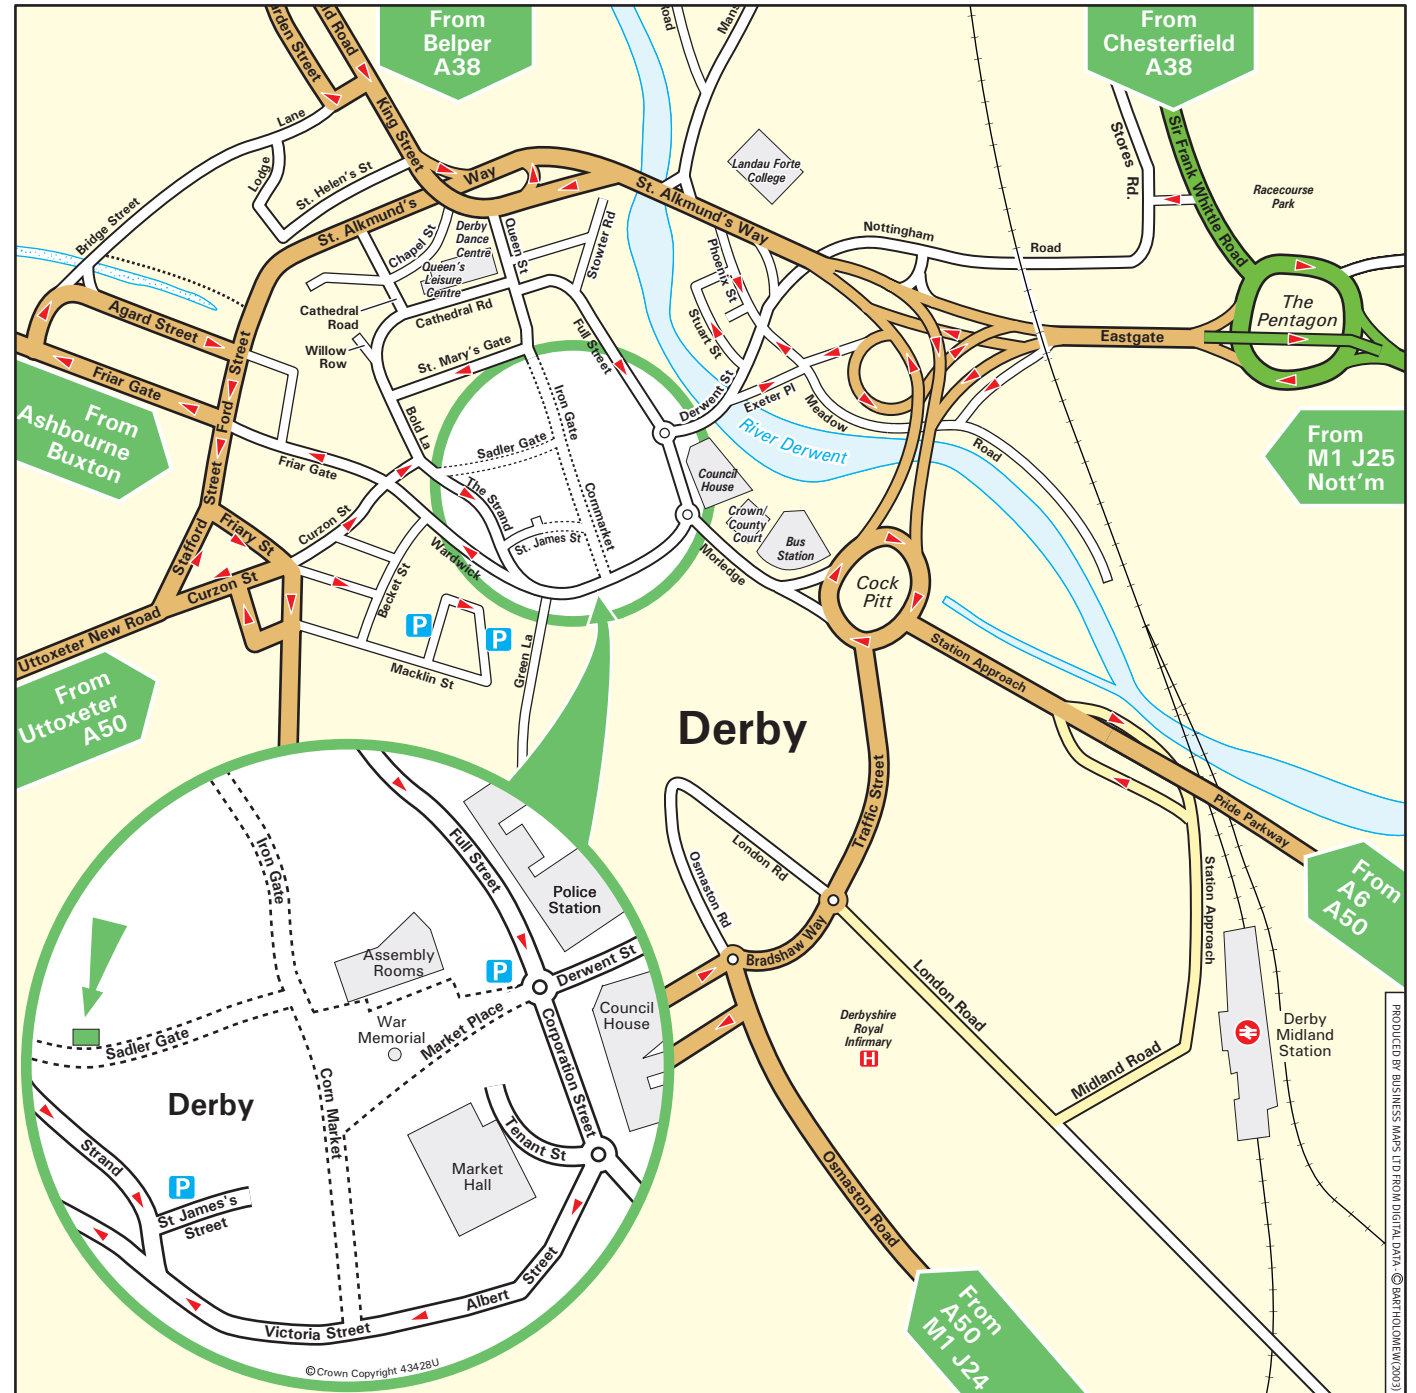 From
Belper
A38
From
Chesterfield
A38
King Street
Lane
Lodge
St. Helen's St
Bridge Street
Way
St. Alkmund's
St. Alkmund's Way
Landau Forte
College
Stores Rd.
Sir Frank Whittle Road
Racecourse
Park
Nottingham
Road
The
Pentagon
Eastgate
Chapel St
Derby
Dance
Centre
Queen's
Leisure
Centre
Queen St
Stowter Rd
Phoenix St
Stuart St
Cathedral
Road
Cathedral Rd
Willow
Row
St. Mary's Gate
Full Street
Agard Street
Friar Gate
Ford
Street
From
Ashbourne
Buxton
Friar Gate
Bold La
Iron Gate
Sadler Gate
The Strand
Cornmarket
St. James St
Derwent St
Exeter Pl
Meadow
Road
River Derwent
Council
House
Crown/
County
Court
Bus
Station
From
M1 J25
Nott'm
Stafford
Street
Friary St
Curzon St
Curzon St
Wardwick
Becket St
Morledge
Cock
Pitt
Uttoxeter New Road
P
P
Macklin St
Green La
Station Approach
From
Uttoxeter
A50
Derby
Traffic Street
Pride Parkway
London Rd
Osmaston Rd
Bradshaw Way
Station Approach
From
A6
A50
London Road
Derbyshire
Royal
Infirmary
H
Midland Road
Derby
Midland
Station
Osmaston Road
From
A50
M1 J24
Iron Gate
Full Street
Police
Station
Assembly
Rooms
P
Derwent St
Council
House
War
Memorial
Market Place
Sadler Gate
Corporation Street
Corn Market
Derby
Tenant St
Strand
P
St James's
Street
Market
Hall
Albert
Street
Victoria Street
©Crown Copyright 43428U
PRODUCED BY BUSINESS MAPS LTD FROM DIGITAL DATA - © BARTHOLOMEW(2003)